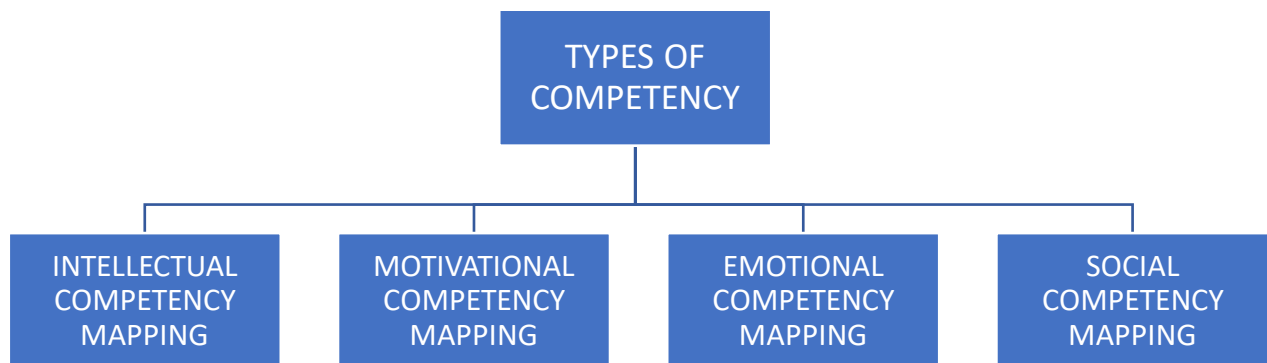 TYPES OF
COMPETENCY
INTELLECTUAL
COMPETENCY
MAPPING
MOTIVATIONAL
COMPETENCY
MAPPING
EMOTIONAL
COMPETENCY
MAPPING
SOCIAL
COMPETENCY
MAPPING